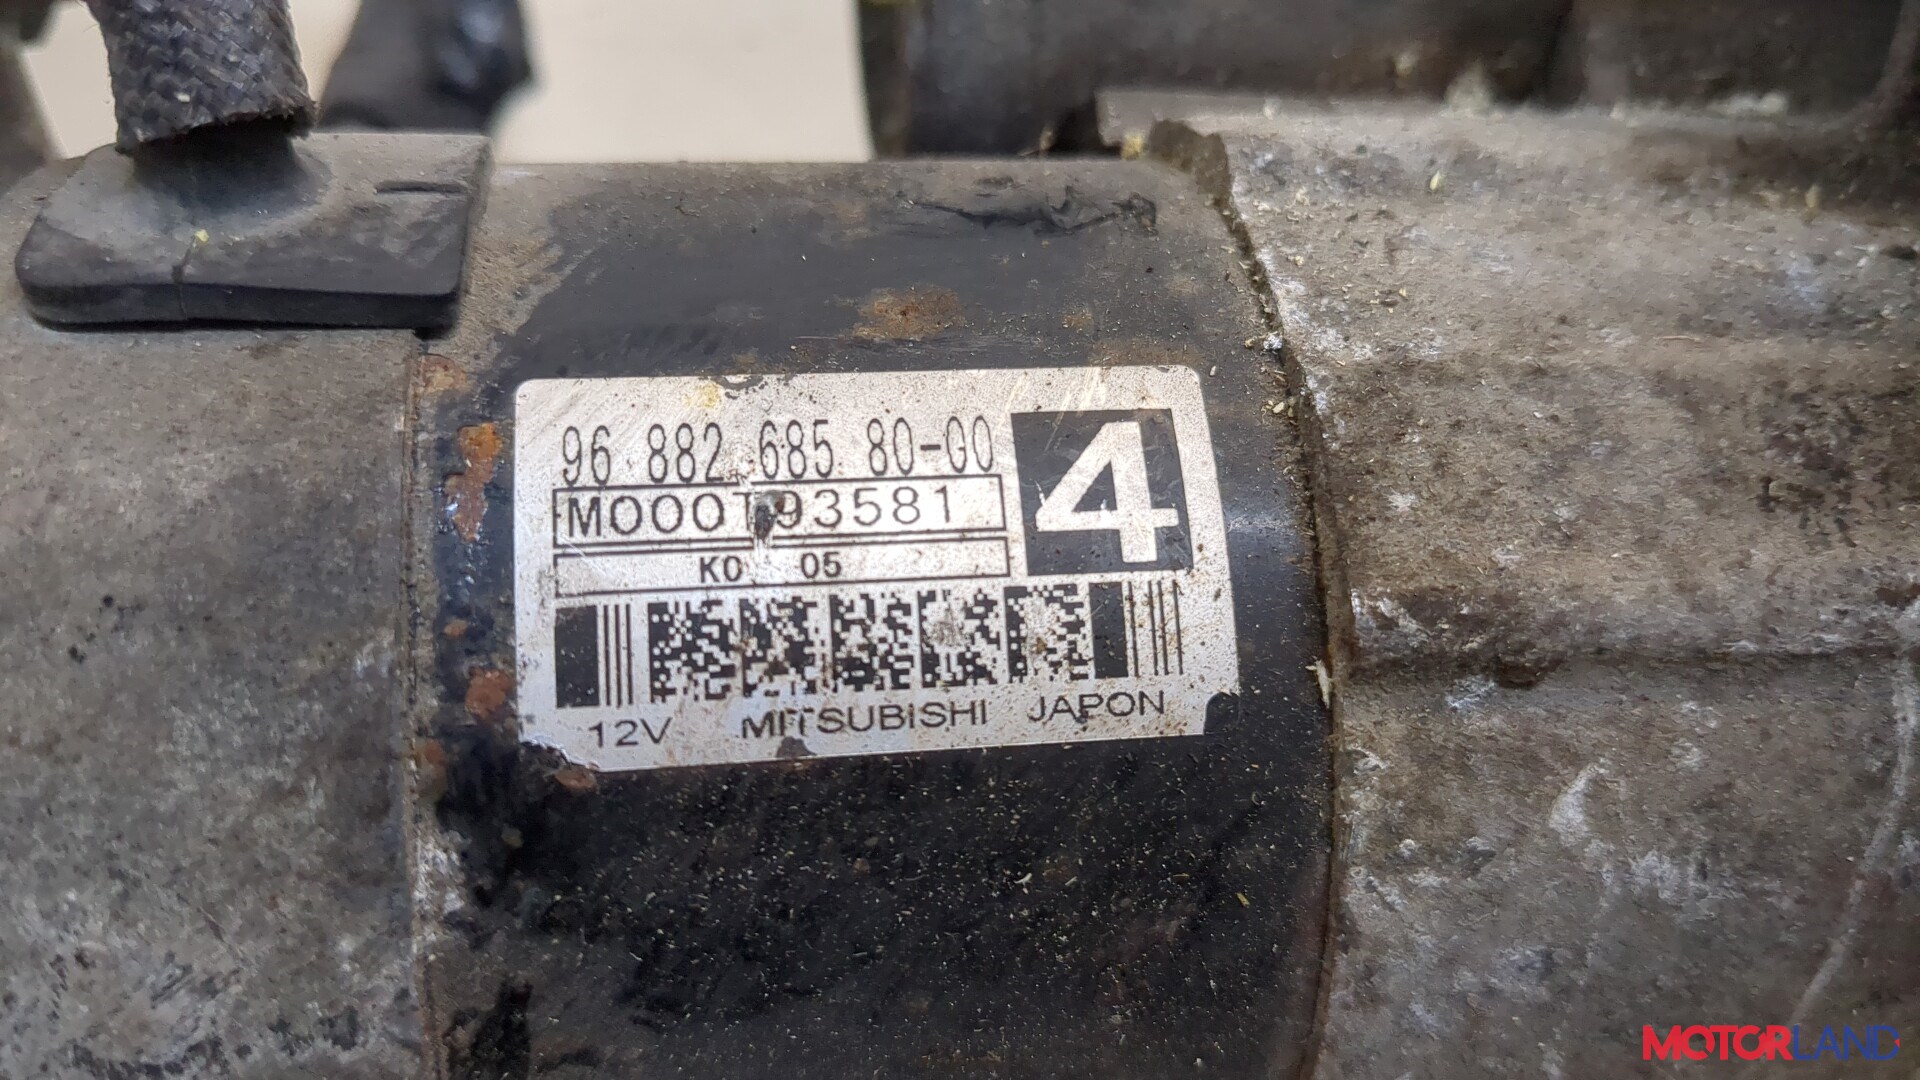 96 882 685 80-00
4
M000T93581
K0 05
12V MITSUBISHI JAPON
MOTORLAND